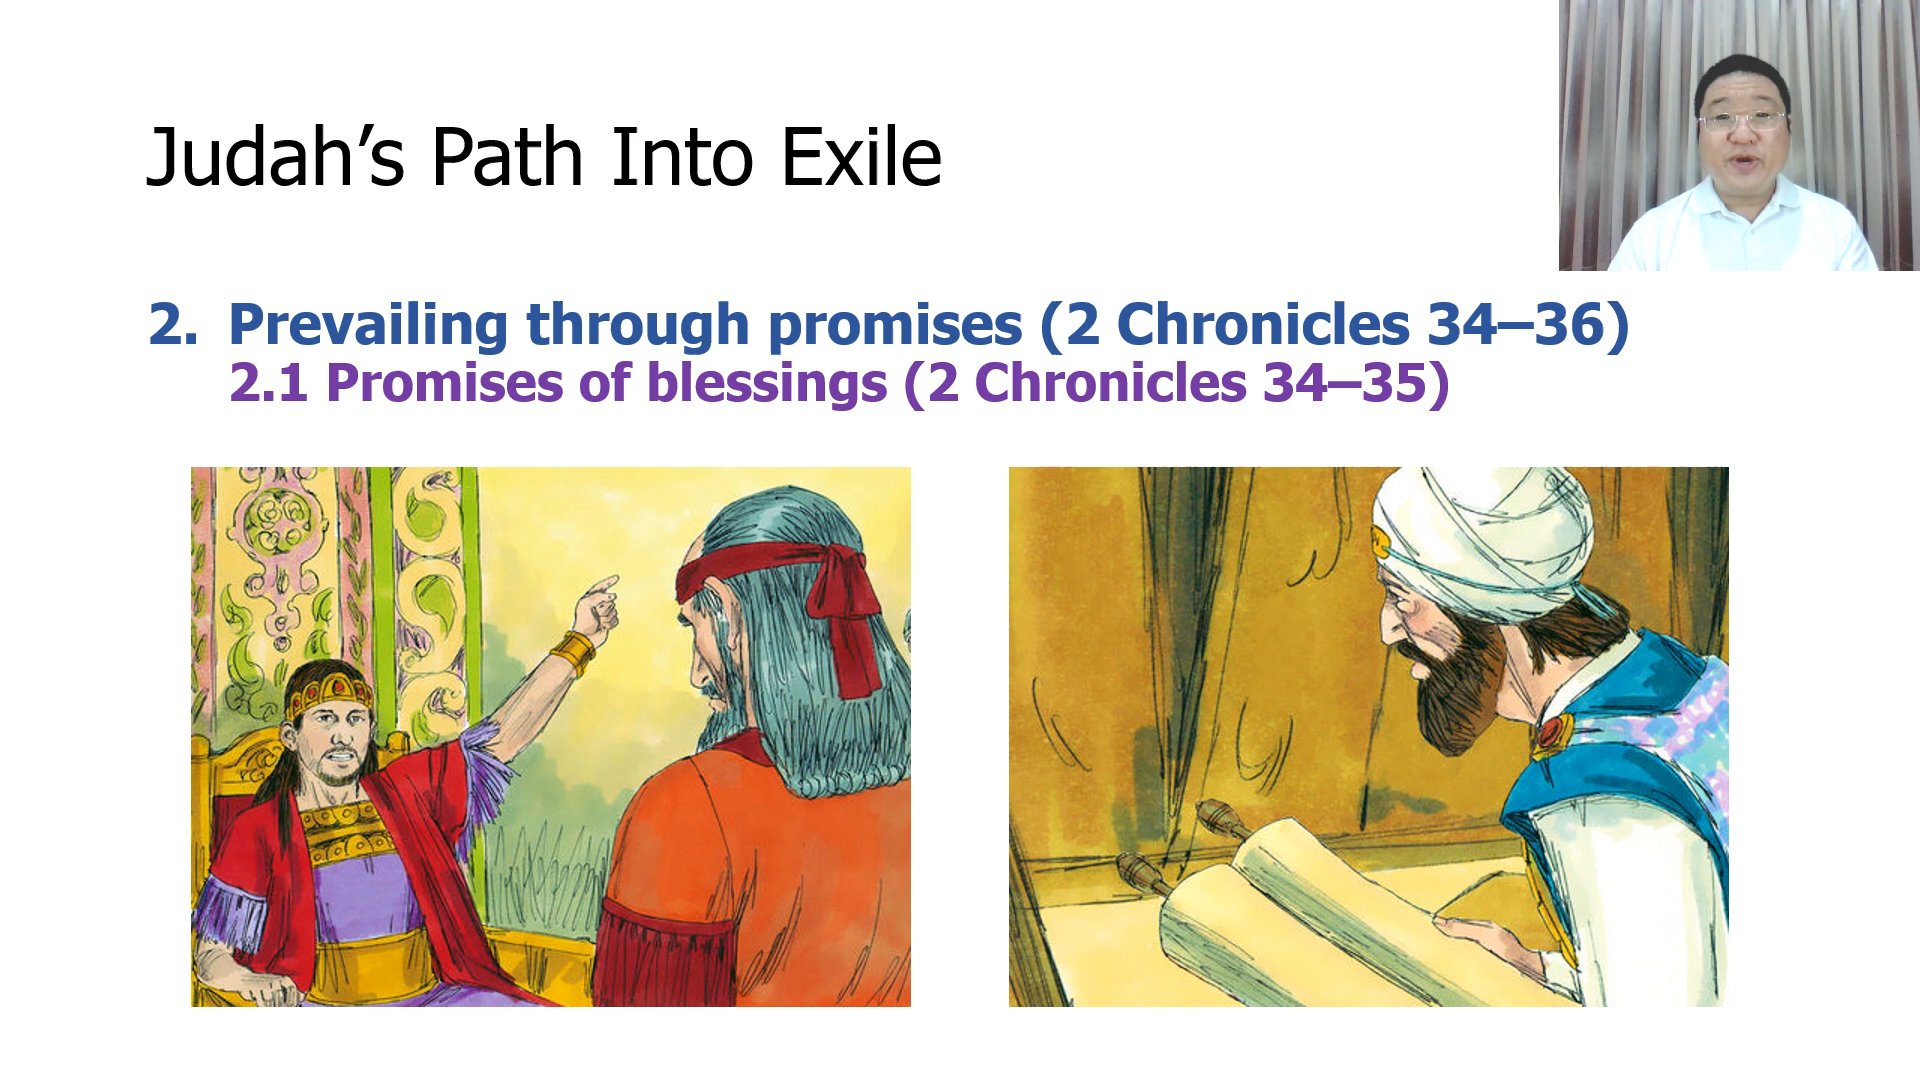 Judah’s Path Into Exile
2. Prevailing through promises (2 Chronicles 34–36)
2.1 Promises of blessings (2 Chronicles 34–35)